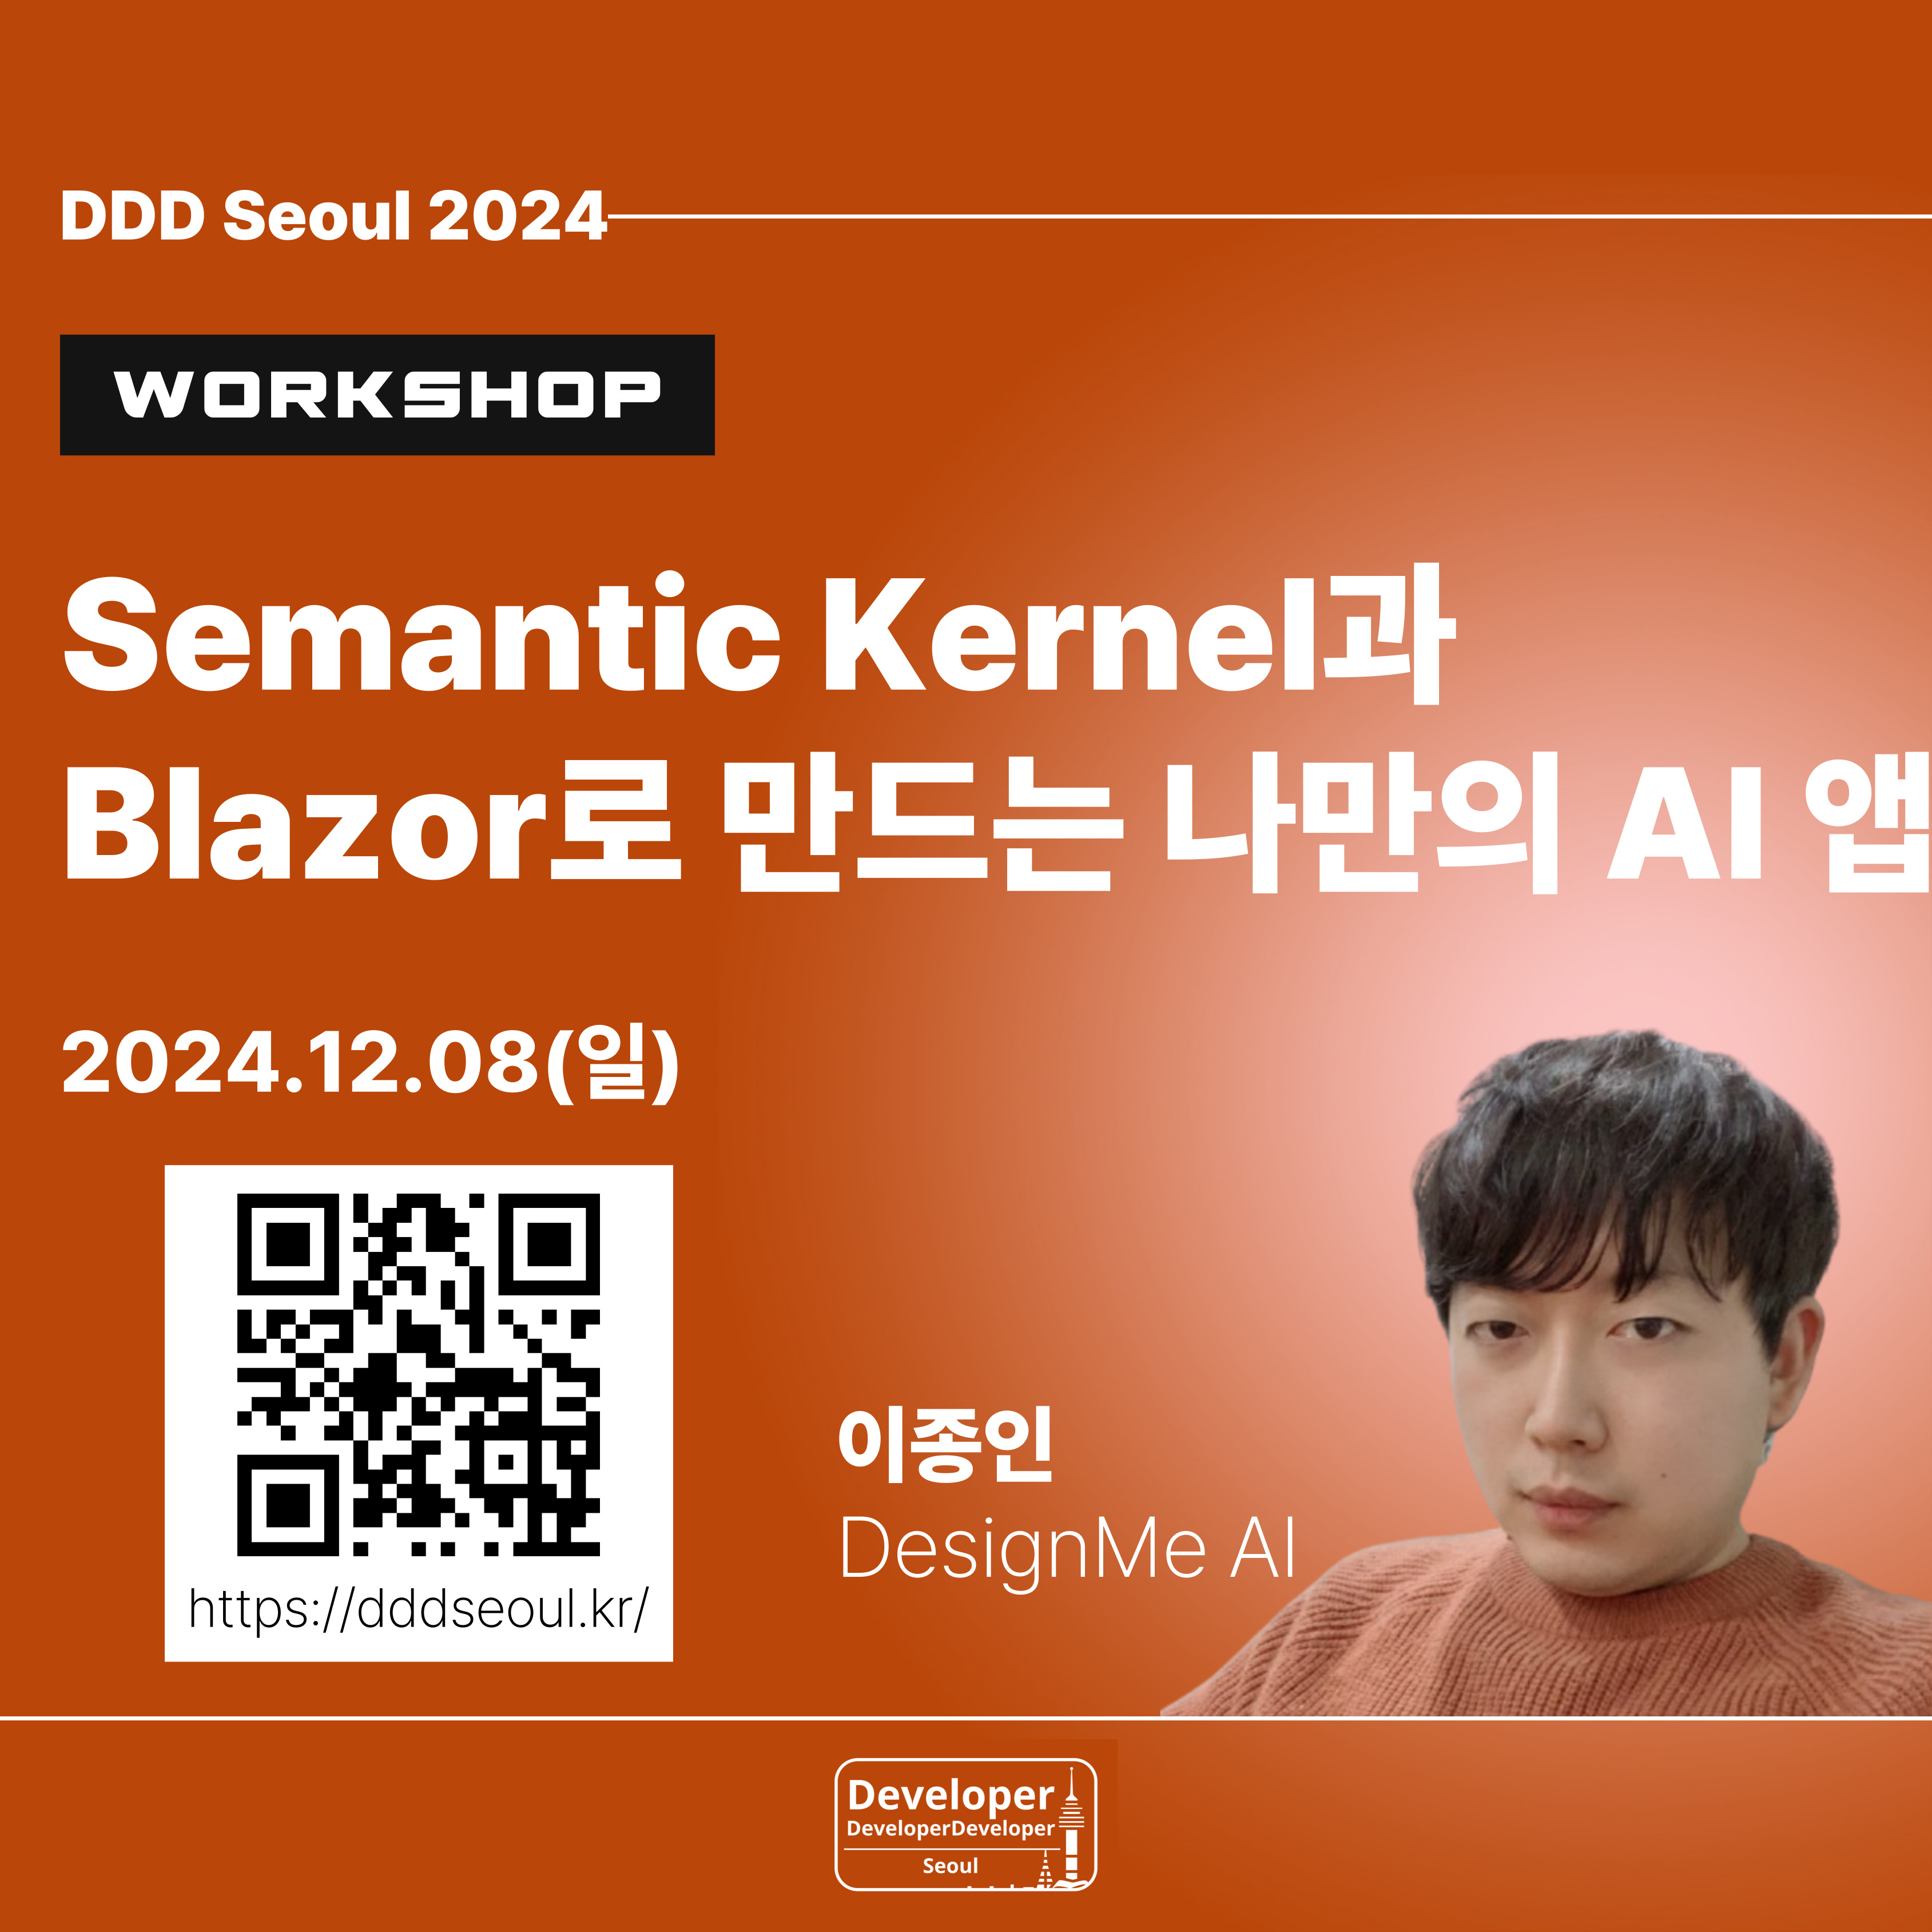 DDD Seoul 2024
WORKSHOP
Semantic Kernel과
Blazor로 만드는 나만의 AI 앱
2024.12.08(일)
https://dddseoul.kr/
이종인
DesignMe AI
Developer
DeveloperDeveloper
Seoul